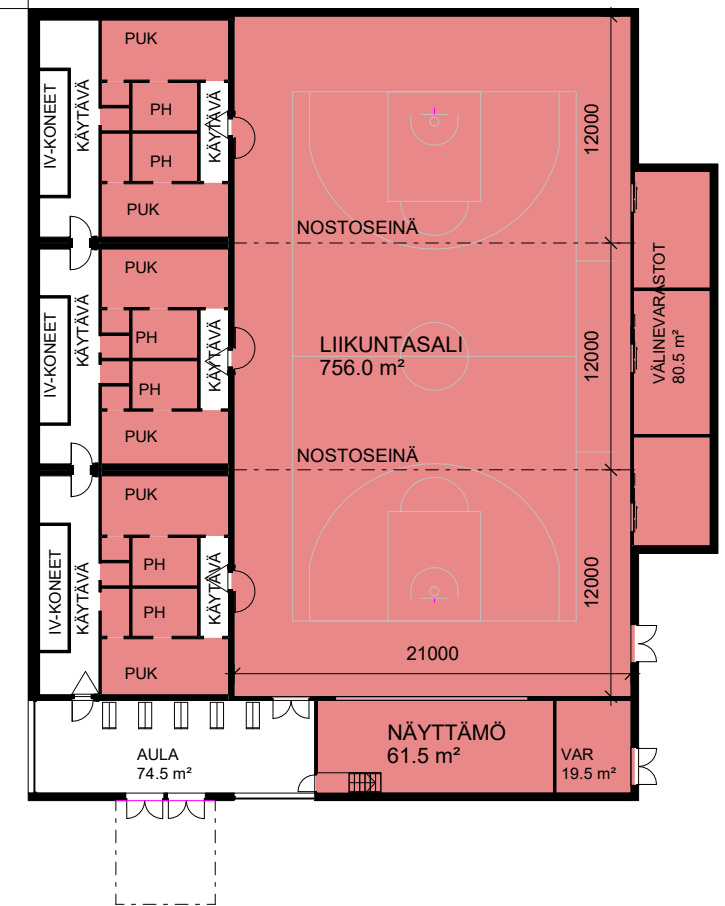 PUK
IV-KONEET
KÄYTÄVÄ
PH
KÄYTÄVÄ
PH
PUK
12000
NOSTOSEINÄ
PUK
IV-KONEET
KÄYTÄVÄ
PH
KÄYTÄVÄ
PH
PUK
LIIKUNTASALI
756.0 m²
12000
VÄLINEVARASTOT
80.5 m²
NOSTOSEINÄ
PUK
IV-KONEET
KÄYTÄVÄ
PH
KÄYTÄVÄ
PH
PUK
12000
21000
AULA
74.5 m²
NÄYTTÄMÖ
61.5 m²
VAR
19.5 m²